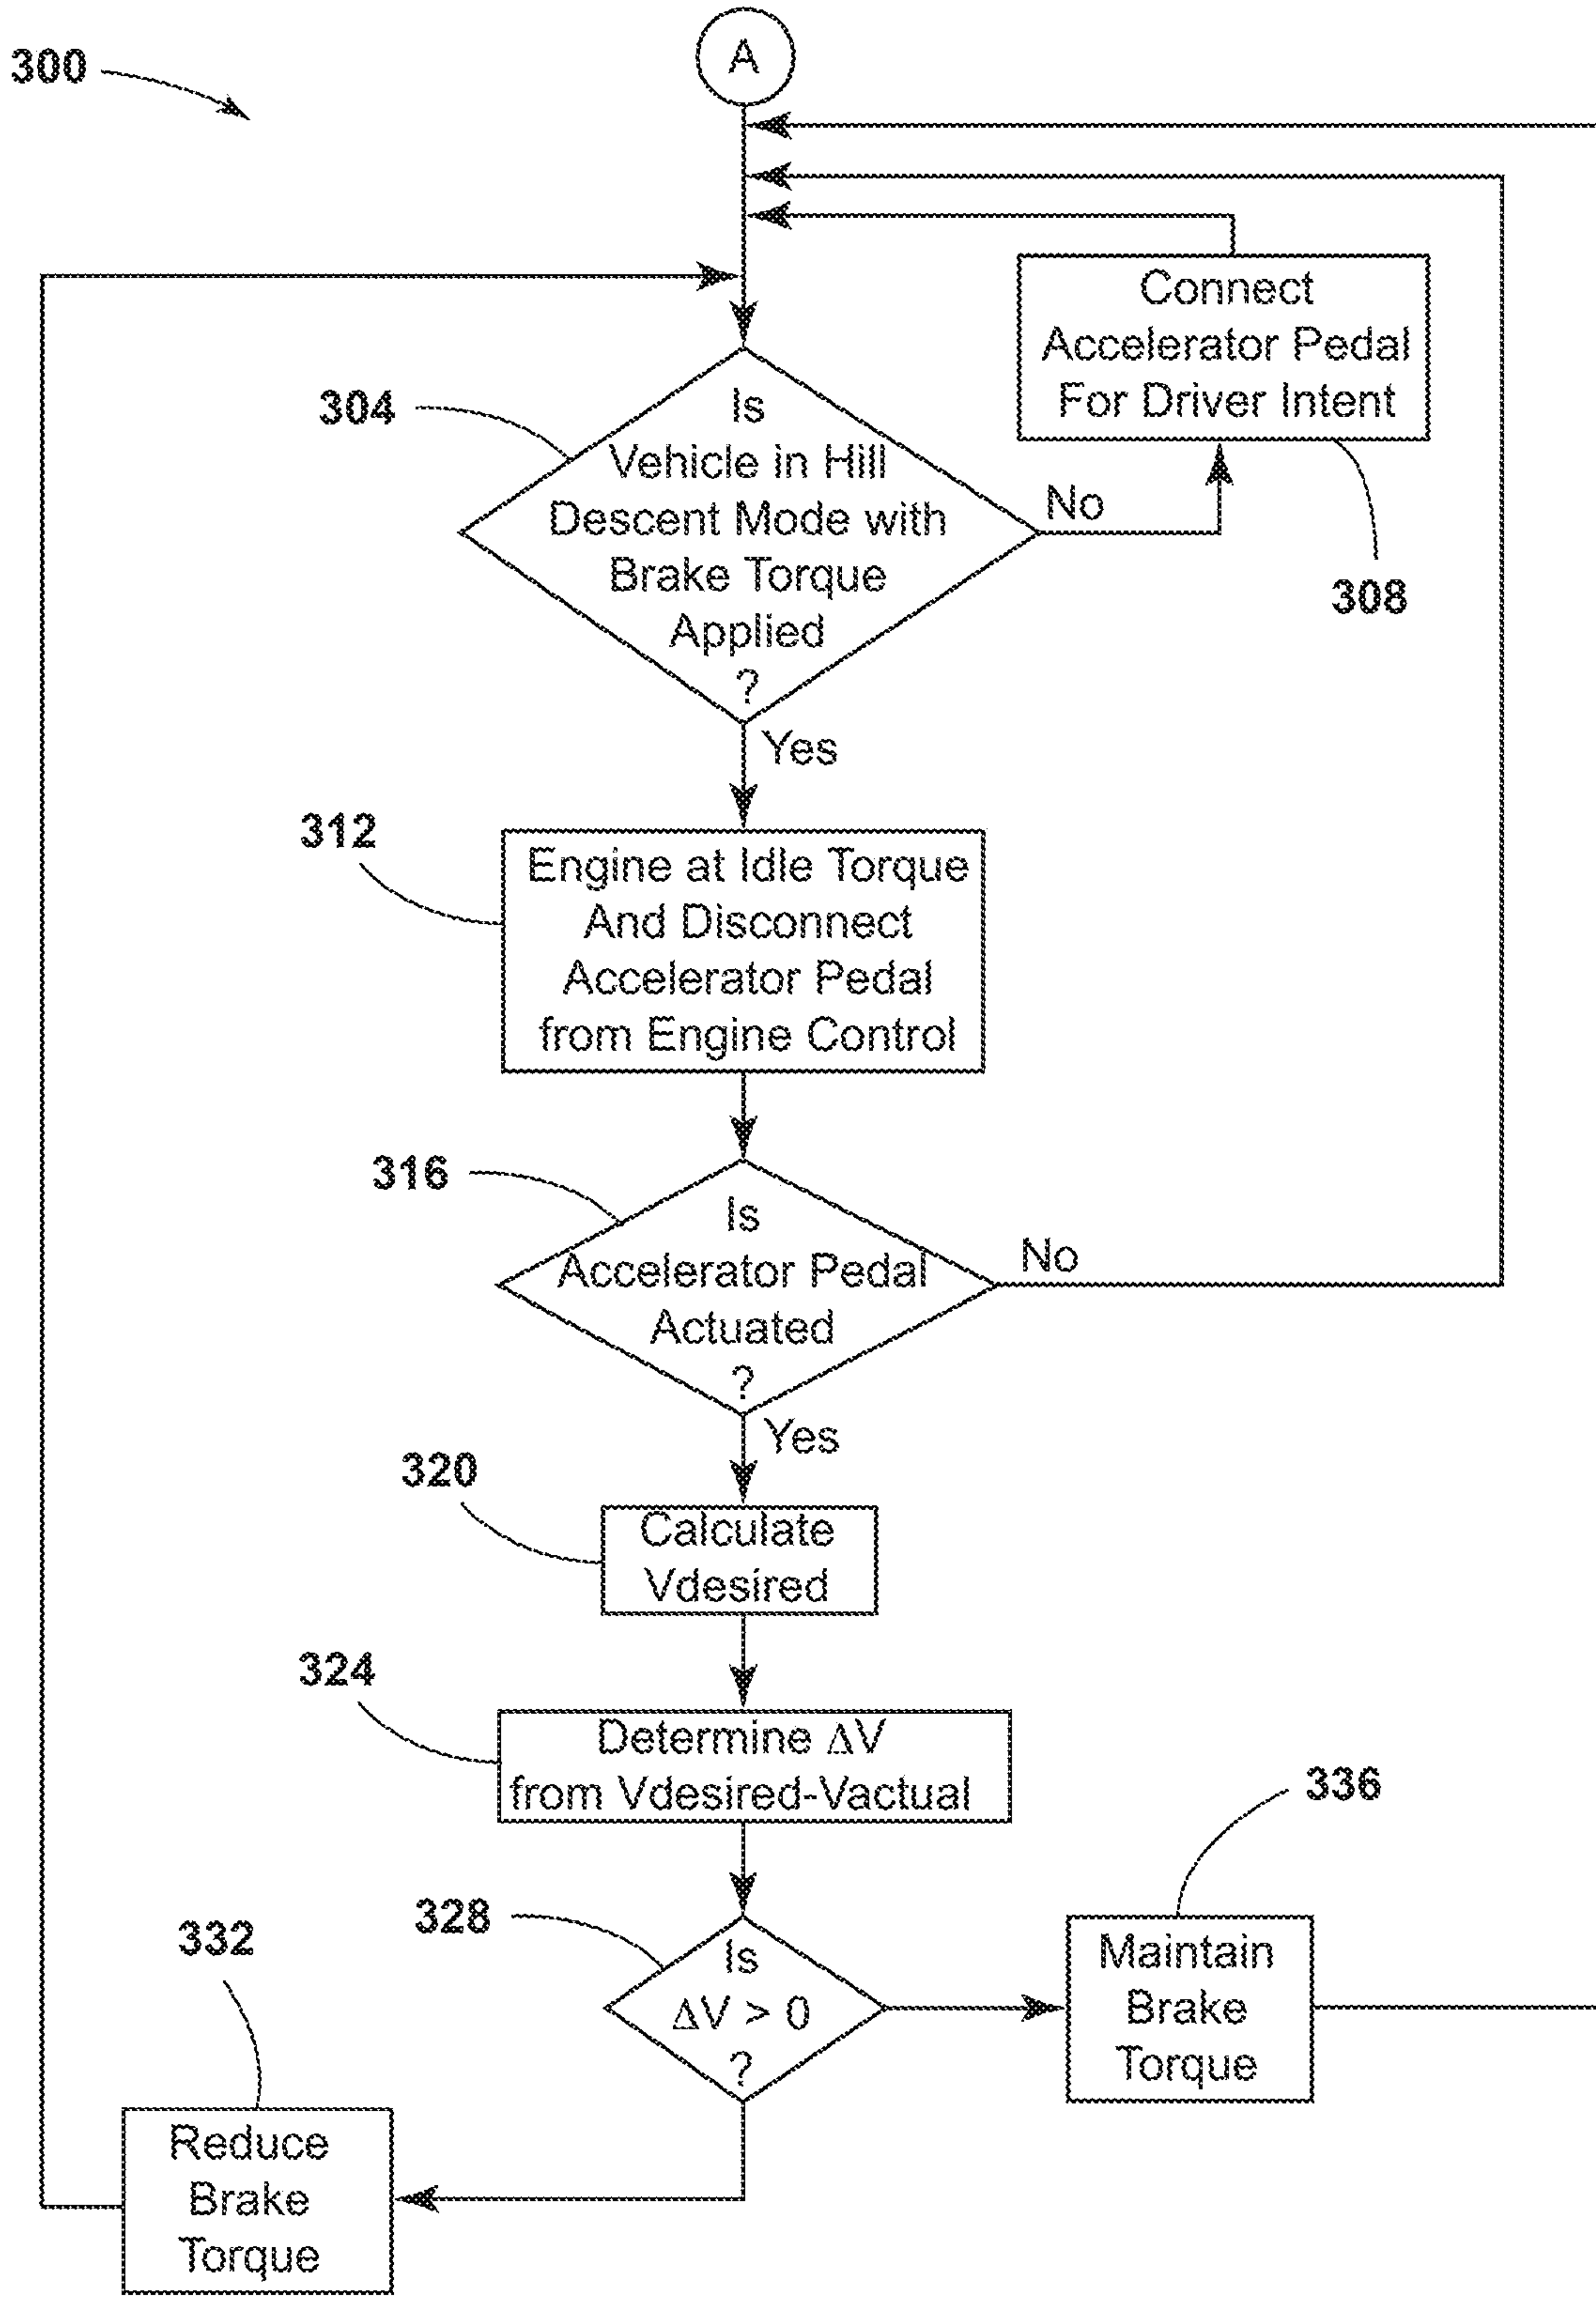 300
A
Connect
Accelerator Pedal
For Driver Intent
308
304
Is
Vehicle in Hill
Descent Mode with
Brake Torque
Applied
?
No
Yes
312
Engine at Idle Torque
And Disconnect
Accelerator Pedal
from Engine Control
316
Is
Accelerator Pedal
Actuated
?
No
Yes
320
Calculate
Vdesired
324
Determine ΔV
from Vdesired-Vactual
328
Is
ΔV > 0
?
336
Maintain
Brake
Torque
332
Reduce
Brake
Torque